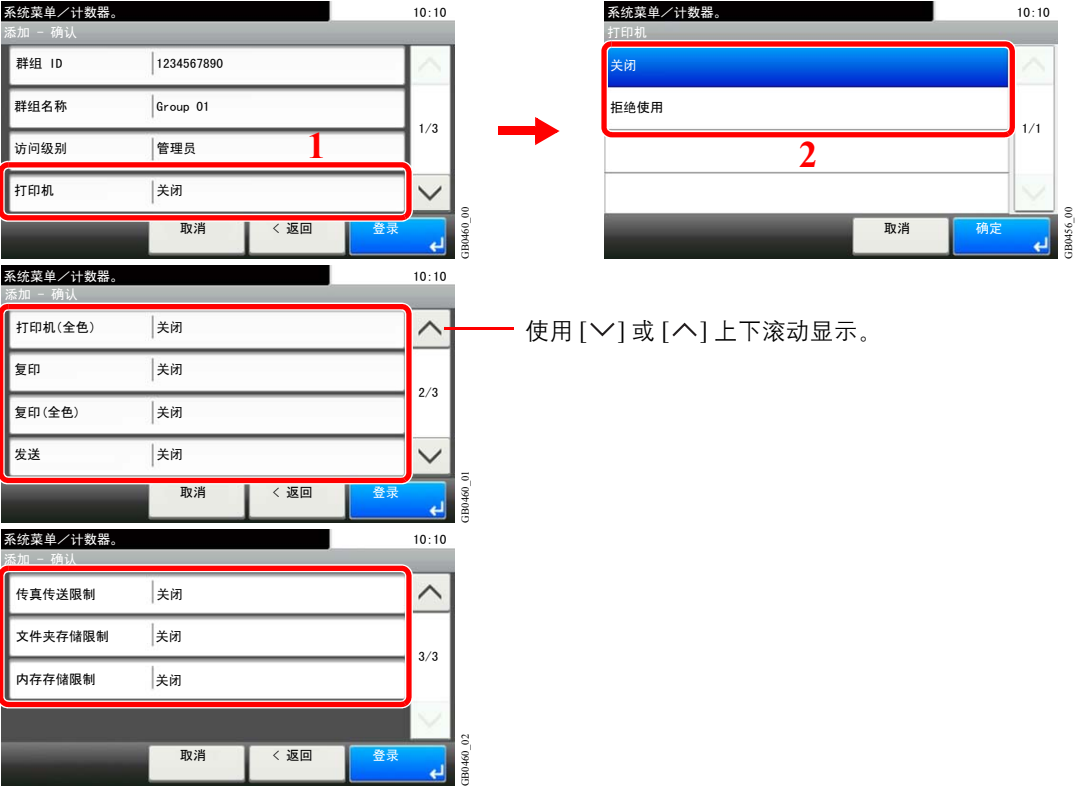 系统菜单／计数器。 10:10
添加 - 确认
群组 ID 1234567890
群组名称 Group 01
1/3
访问级别 管理员
1
打印机 关闭
取消 < 返回 登录
GB0460_00
系统菜单／计数器。 10:10
打印机
关闭
拒绝使用
1/1
2
取消 确定
GB0456_00
系统菜单／计数器。 10:10
添加 - 确认
打印机(全色) 关闭
使用 [∨] 或 [∧] 上下滚动显示。
复印 关闭
2/3
复印(全色) 关闭
发送 关闭
取消 < 返回 登录
GB0460_01
系统菜单／计数器。 10:10
添加 - 确认
传真传送限制 关闭
文件夹存储限制 关闭
3/3
内存存储限制 关闭
取消 < 返回 登录
GB0460_02